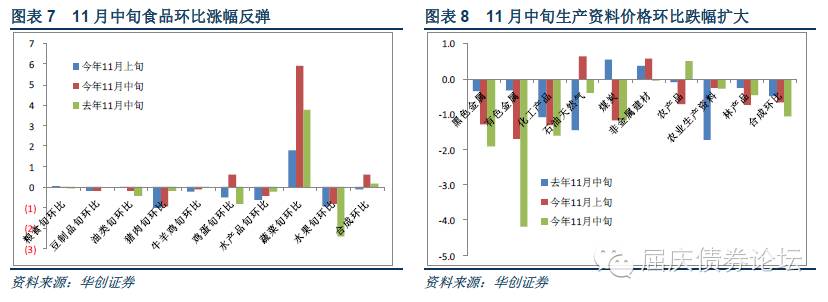 图表 7 11 月中旬食品环比涨幅反弹
7
6
5
4
3
2
1
0
(1)
(2)
(3)
今年11月上旬
今年11月中旬
去年11月中旬
粮食旬环比
豆制品旬环比
油类旬环比
猪肉旬环比
牛羊鸡旬环比
鸡蛋旬环比
水产品旬环比
蔬菜旬环比
水果旬环比
合成环比
资料来源：华创证券
图表 8 11 月中旬生产资料价格环比跌幅扩大
1.0
0.0
-1.0
-2.0
-3.0
-4.0
-5.0
黑色金属
有色金属
化工产品
石油天然气
煤炭
非金属建材
农产品
农业生产资料
林产品
合成环比
去年11月中旬
今年11月上旬
今年11月中旬
资料来源：华创证券
屈庆债券论坛